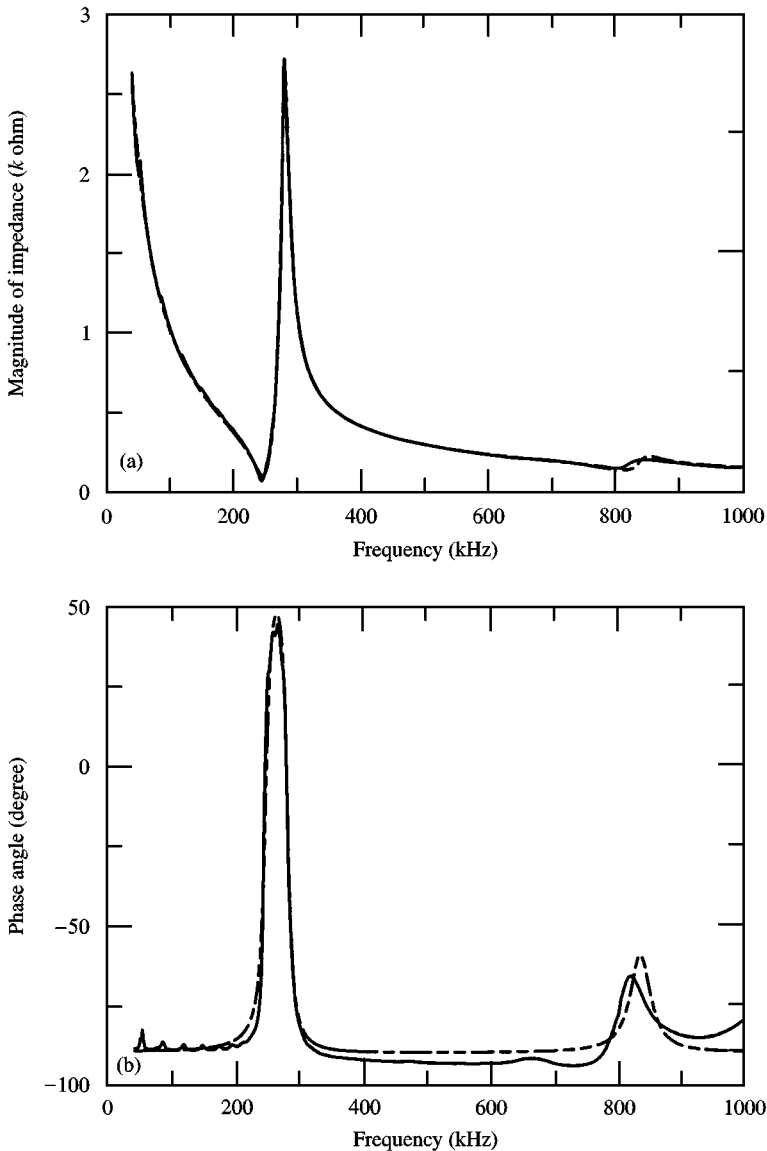 3
2
1
0
Magnitude of impedance (k ohm)
(a)
0 200 400 600 800 1000
Frequency (kHz)
50
0
−50
−100
Phase angle (degree)
(b)
0 200 400 600 800 1000
Frequency (kHz)